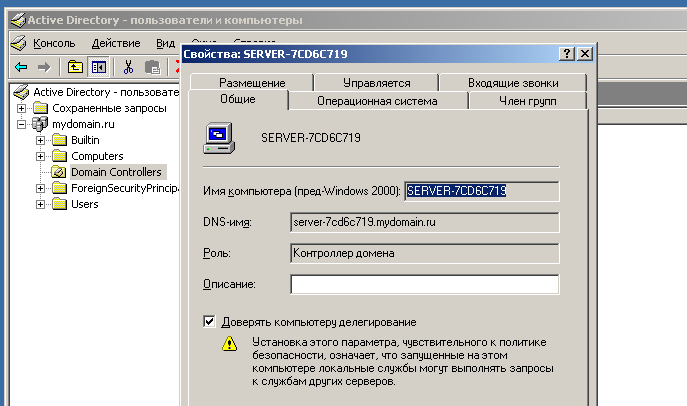 Active Directory - пользователи и компьютеры
Консоль Действие Вид
Свойства: SERVER-7CD6C719
Размещение Управляется Входящие звонки
Общие Операционная система Член групп
Active Directory - пользовате
Сохраненные запросы
mydomain.ru
Builtin
Computers
Domain Controllers
ForeignSecurityPrincipa
Users
SERVER-7CD6C719
Имя компьютера (пред-Windows 2000): SERVER-7CD6C719
DNS-имя: server-7cd6c719.mydomain.ru
Роль: Контроллер домена
Описание:
Доверять компьютеру делегирование
Установка этого параметра, чувствительного к политике
безопасности, означает, что запущенные на этом
компьютере локальные службы могут выполнять запросы
к службам других серверов.